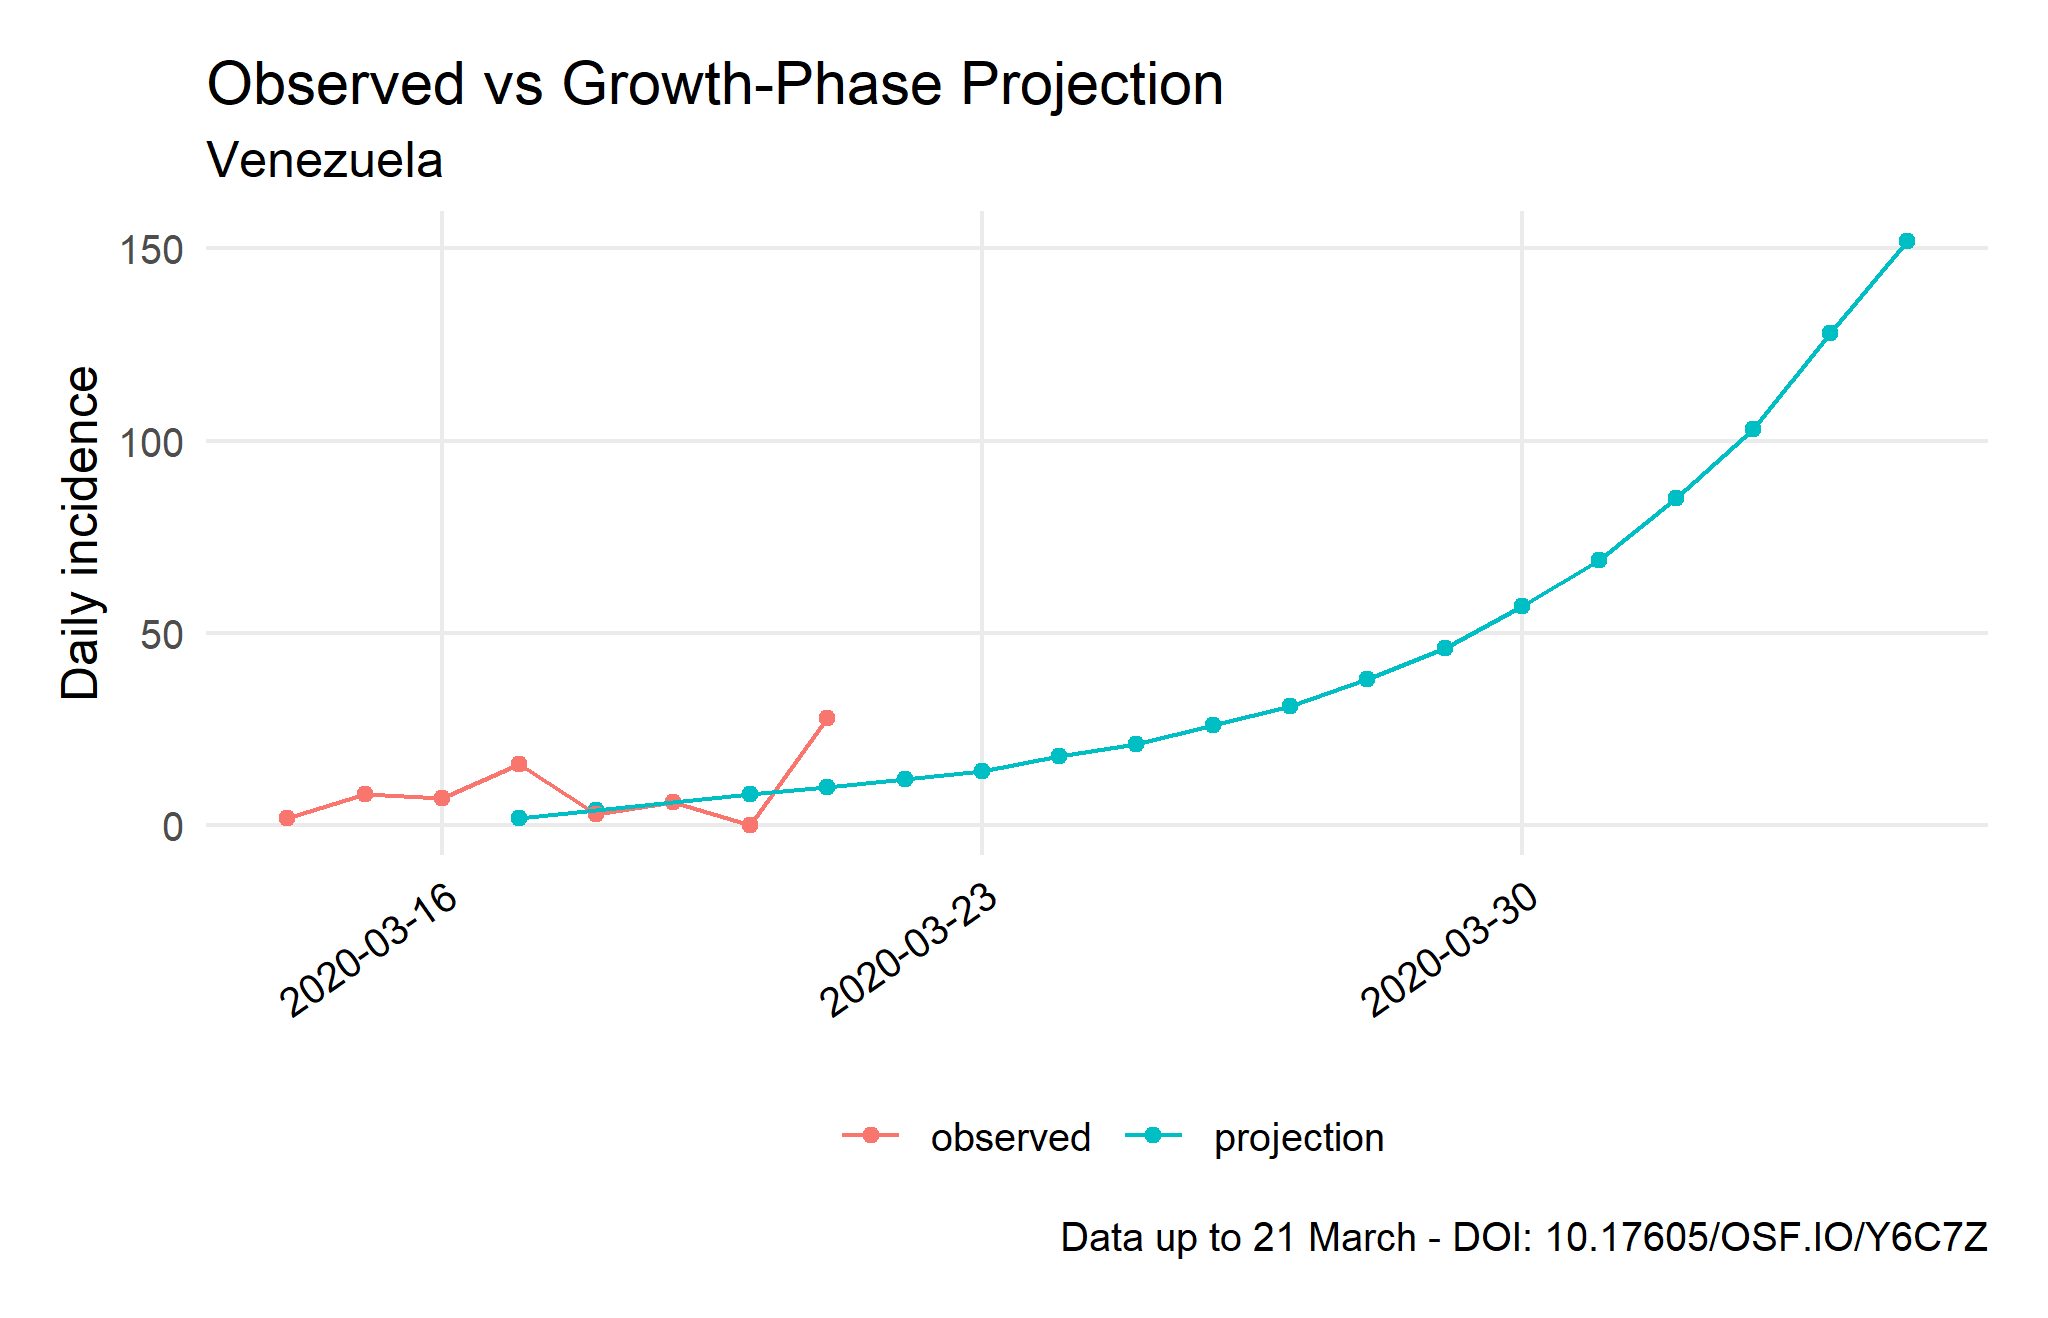 Observed vs Growth-Phase Projection
Venezuela
Daily incidence
150
100
50
0
2020-03-16
2020-03-23
2020-03-30
observed
projection
Data up to 21 March - DOI: 10.17605/OSF.IO/Y6C7Z